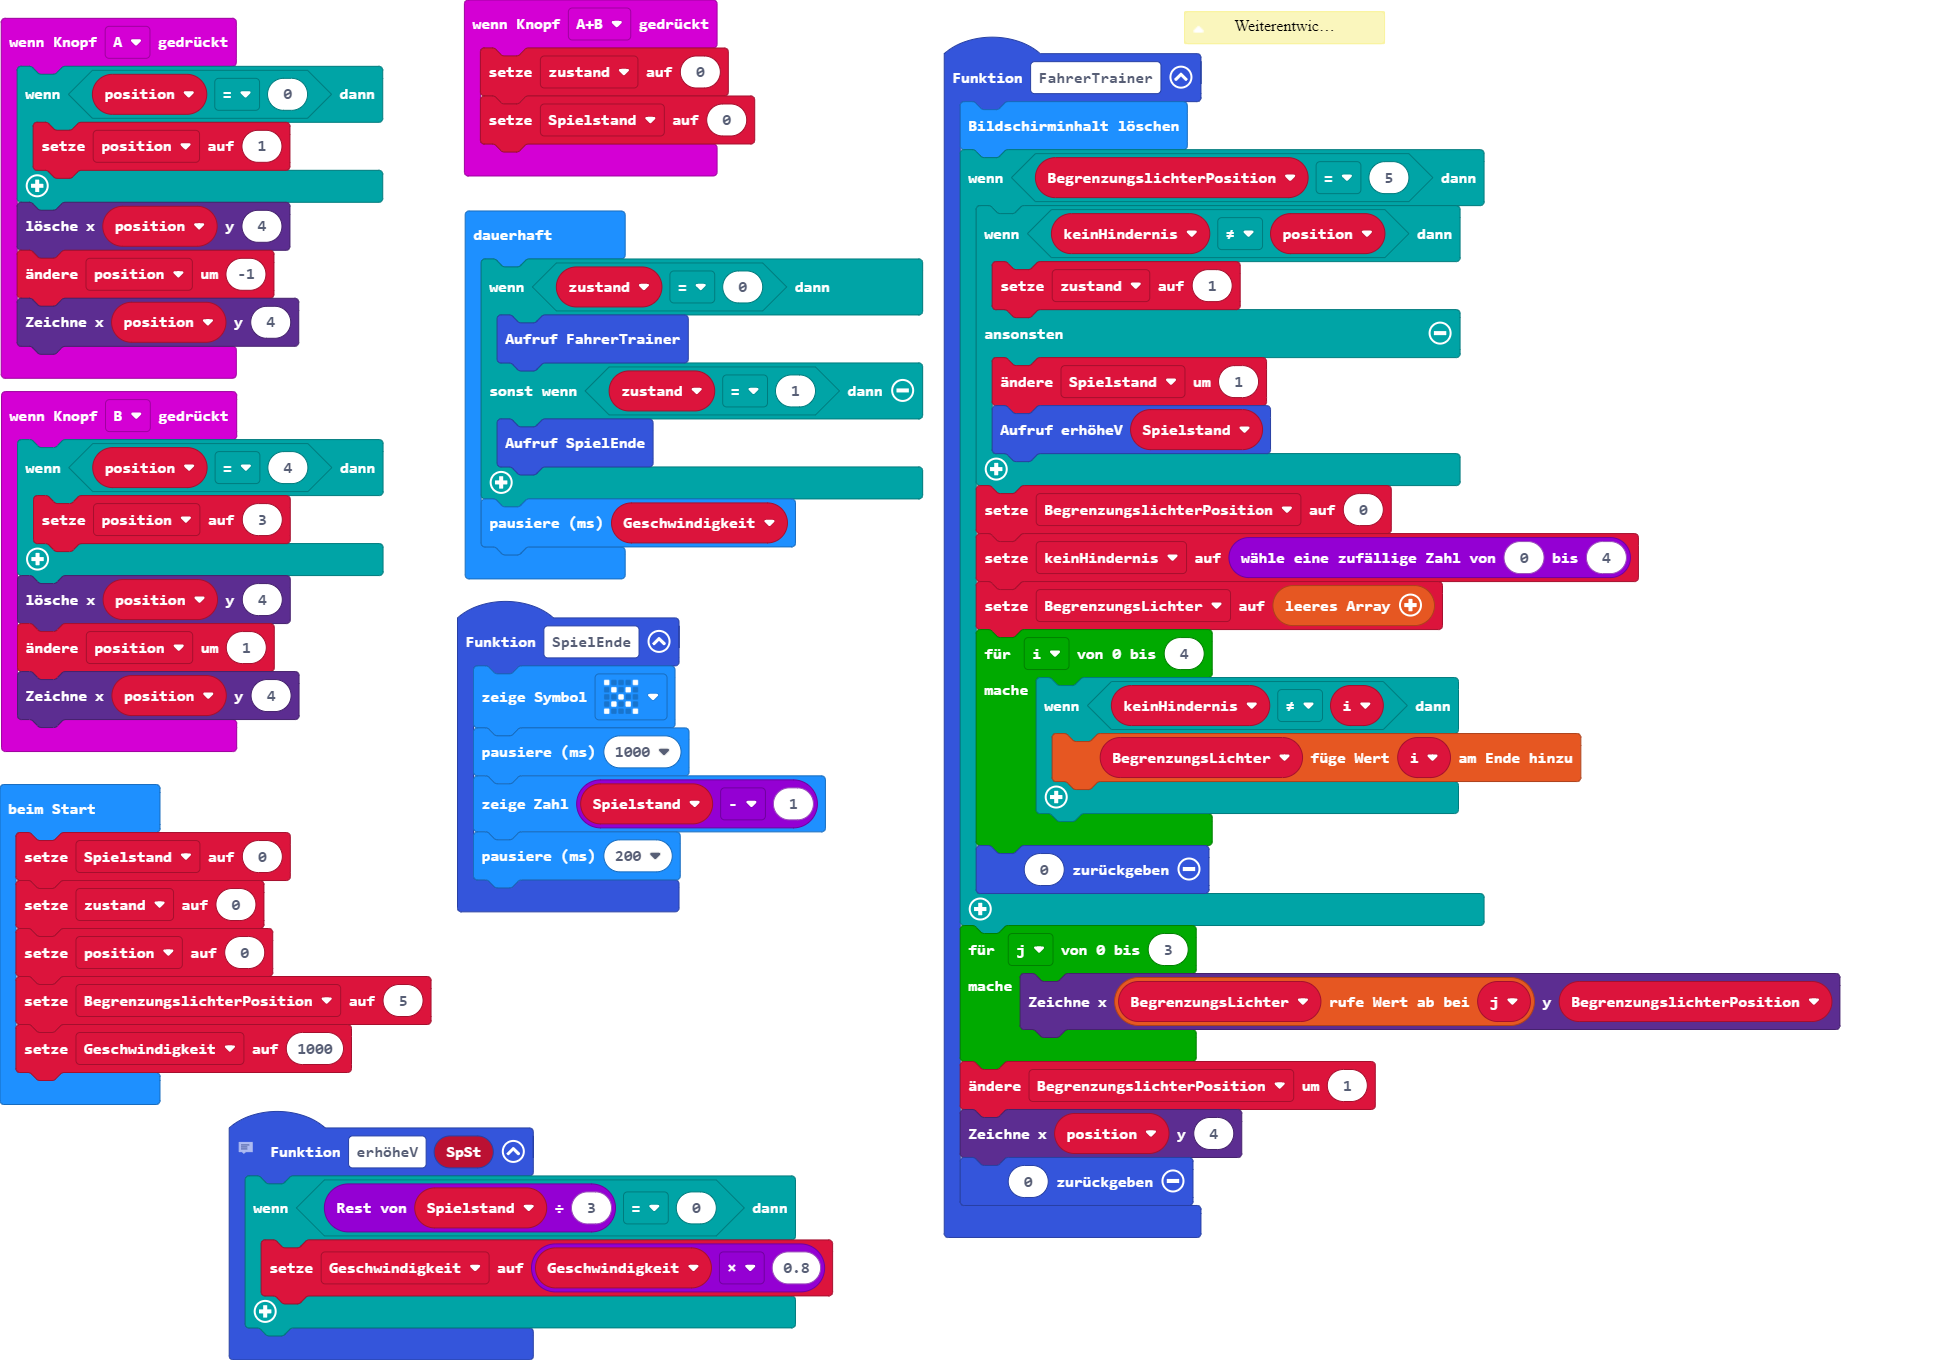 wenn Knopf A gedrückt
wenn position = 0 dann
setze position auf 1
lösche x position y 4
ändere position um -1
Zeichne x position y 4
wenn Knopf B gedrückt
wenn position = 4 dann
setze position auf 3
lösche x position y 4
ändere position um 1
Zeichne x position y 4
beim Start
setze Spielstand auf 0
setze zustand auf 0
setze position auf 0
setze BegrenzungslichterPosition auf 5
setze Geschwindigkeit auf 1000
wenn Knopf A+B gedrückt
setze zustand auf 0
setze Spielstand auf 0
dauerhaft
wenn zustand = 0 dann
Aufruf FahrerTrainer
sonst wenn zustand = 1 dann
Aufruf SpielEnde
pausiere (ms) Geschwindigkeit
Funktion SpielEnde
zeige Symbol
pausiere (ms) 1000
zeige Zahl Spielstand - 1
pausiere (ms) 200
Funktion erhöheV SpSt
wenn Rest von Spielstand ÷ 3 = 0 dann
setze Geschwindigkeit auf Geschwindigkeit × 0.8
Weiterentwic…
Funktion FahrerTrainer
Bildschirminhalt löschen
wenn BegrenzungslichterPosition = 5 dann
wenn keinHindernis ≠ position dann
setze zustand auf 1
ansonsten
ändere Spielstand um 1
Aufruf erhöheV Spielstand
setze BegrenzungslichterPosition auf 0
setze keinHindernis auf wähle eine zufällige Zahl von 0 bis 4
setze BegrenzungsLichter auf leeres Array
für i von 0 bis 4
mache
wenn keinHindernis ≠ i dann
BegrenzungsLichter füge Wert i am Ende hinzu
0 zurückgeben
für j von 0 bis 3
mache
Zeichne x BegrenzungsLichter rufe Wert ab bei j y BegrenzungslichterPosition
ändere BegrenzungslichterPosition um 1
Zeichne x position y 4
0 zurückgeben